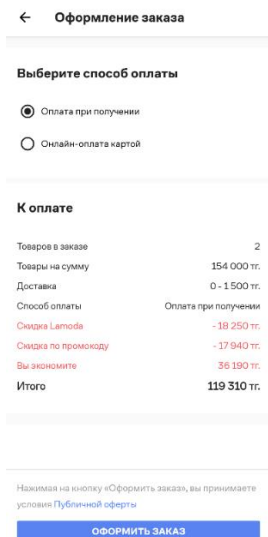 ← Оформление заказа
Выберите способ оплаты
Оплата при получении
Онлайн-оплата картой
К оплате
Товаров в заказе 2
Товары на сумму 154 000 тг.
Доставка 0 - 1 500 тг.
Способ оплаты Оплата при получении
Скидка Lamoda - 18 250 тг.
Скидка по промокоду - 17 940 тг.
Вы экономите 36 190 тг.
Итого 119 310 тг.
Нажимая на кнопку «Оформить заказ», вы принимаете
условия Публичной оферты
ОФОРМИТЬ ЗАКАЗ